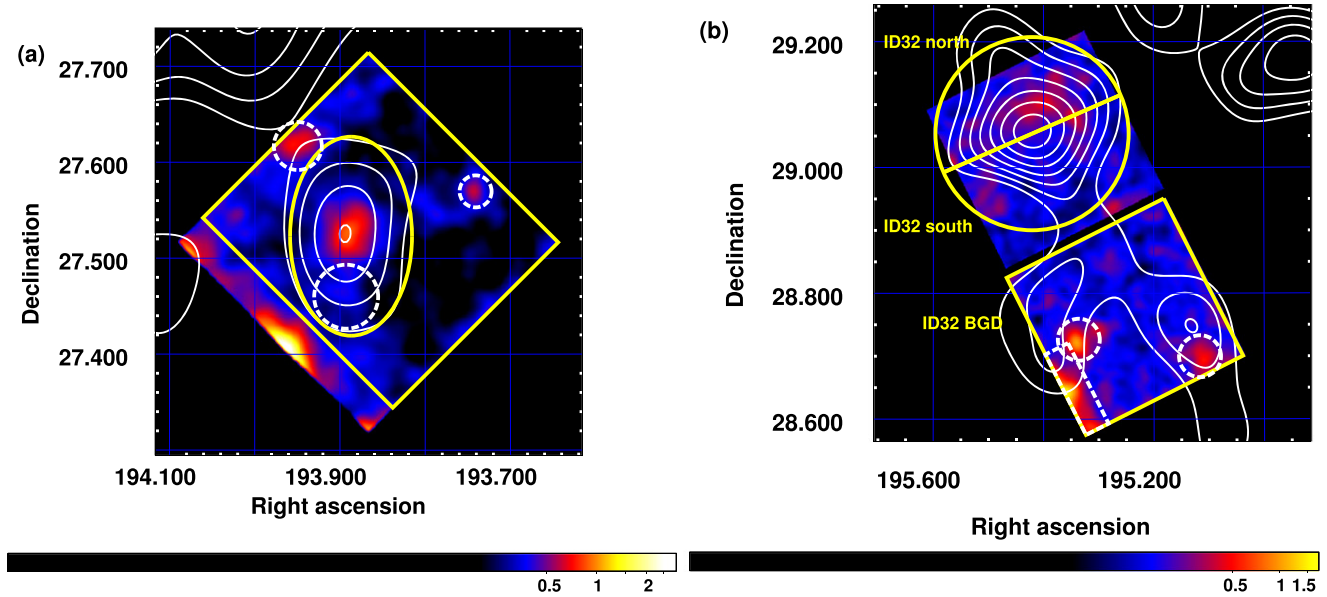 (a)
27.700
27.600
27.500
27.400
Declination
194.100 193.900 193.700
Right ascension
0.5 1 2
(b)
29.200
29.000
28.800
28.600
Declination
ID32 north
ID32 south
ID32 BGD
195.600 195.200
Right ascension
0.5 1 1.5